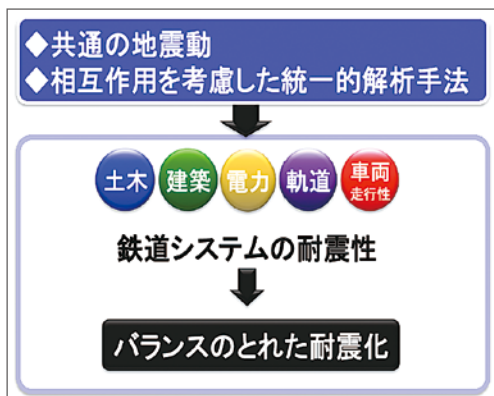 ◆共通の地震動
◆相互作用を考慮した統一的解析手法
土木 建築 電力 軌道 車両
走行性
鉄道システムの耐震性
バランスのとれた耐震化